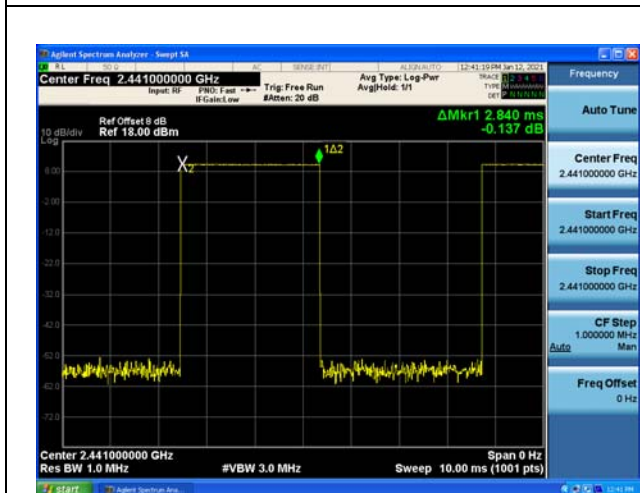 Agilent Spectrum Analyzer - Swept SA
RL 50 Ω AC SENSE:INT ALIGN AUTO 12:41:19 PM Jan 12, 2021
Center Freq 2.441000000 GHz
Input: RF PNO: Fast Trig: Free Run Avg Type: Log-Pwr TRACE 1 2 3 4 5 6
IFGain:Low #Atten: 20 dB Avg|Hold: 1/1 TYPE
DET P N N N N N
Ref Offset 8 dB
10 dB/div Ref 18.00 dBm
Log
ΔMkr1 2.840 ms
-0.137 dB
1Δ2
X2
8.00
-2.00
-12.0
-22.0
-32.0
-42.0
-52.0
-62.0
-72.0
Center 2.441000000 GHz Span 0 Hz
Res BW 1.0 MHz #VBW 3.0 MHz Sweep 10.00 ms (1001 pts)
Frequency
Auto Tune
Center Freq
2.441000000 GHz
Start Freq
2.441000000 GHz
Stop Freq
2.441000000 GHz
CF Step
1.000000 MHz
Auto Man
Freq Offset
0 Hz
start Agilent Spectrum Ana... 12:41 PM